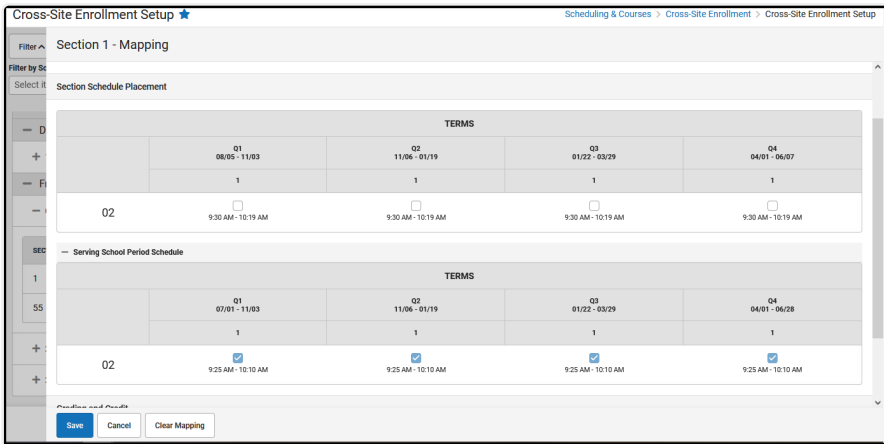 Cross-Site Enrollment Setup
Scheduling & Courses > Cross-Site Enrollment > Cross-Site Enrollment Setup
Filter
Section 1 - Mapping
Filter by Sc
Select it
Section Schedule Placement
TERMS
Q1 Q2 Q3 Q4
08/05 - 11/03 11/06 - 01/19 01/22 - 03/29 04/01 - 06/07
1 1 1 1
02
9:30 AM - 10:19 AM 9:30 AM - 10:19 AM 9:30 AM - 10:19 AM 9:30 AM - 10:19 AM
D
Fr
SEC
1
55
Serving School Period Schedule
TERMS
Q1 Q2 Q3 Q4
07/01 - 11/03 11/06 - 01/19 01/22 - 03/29 04/01 - 06/28
1 1 1 1
02
9:25 AM - 10:10 AM 9:25 AM - 10:10 AM 9:25 AM - 10:10 AM 9:25 AM - 10:10 AM
Grading and Credit
Save Cancel Clear Mapping